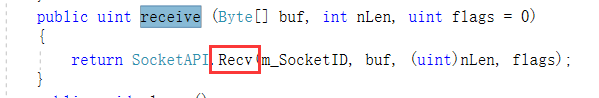 public uint receive (Byte[] buf, int nLen, uint flags = 0)
{
return SocketAPI.Recv(m_SocketID, buf, (uint)nLen, flags);
}